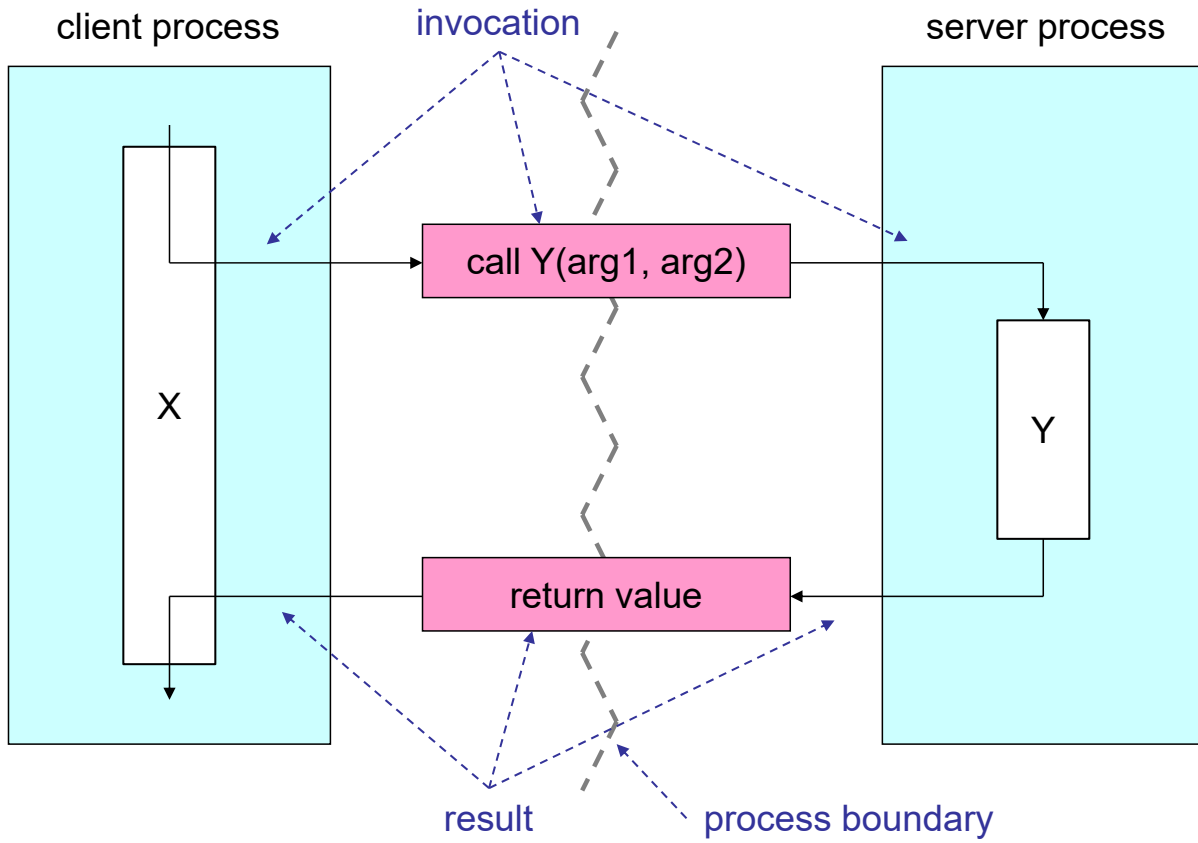 client process
invocation
server process
call Y(arg1, arg2)
X
Y
return value
result
process boundary